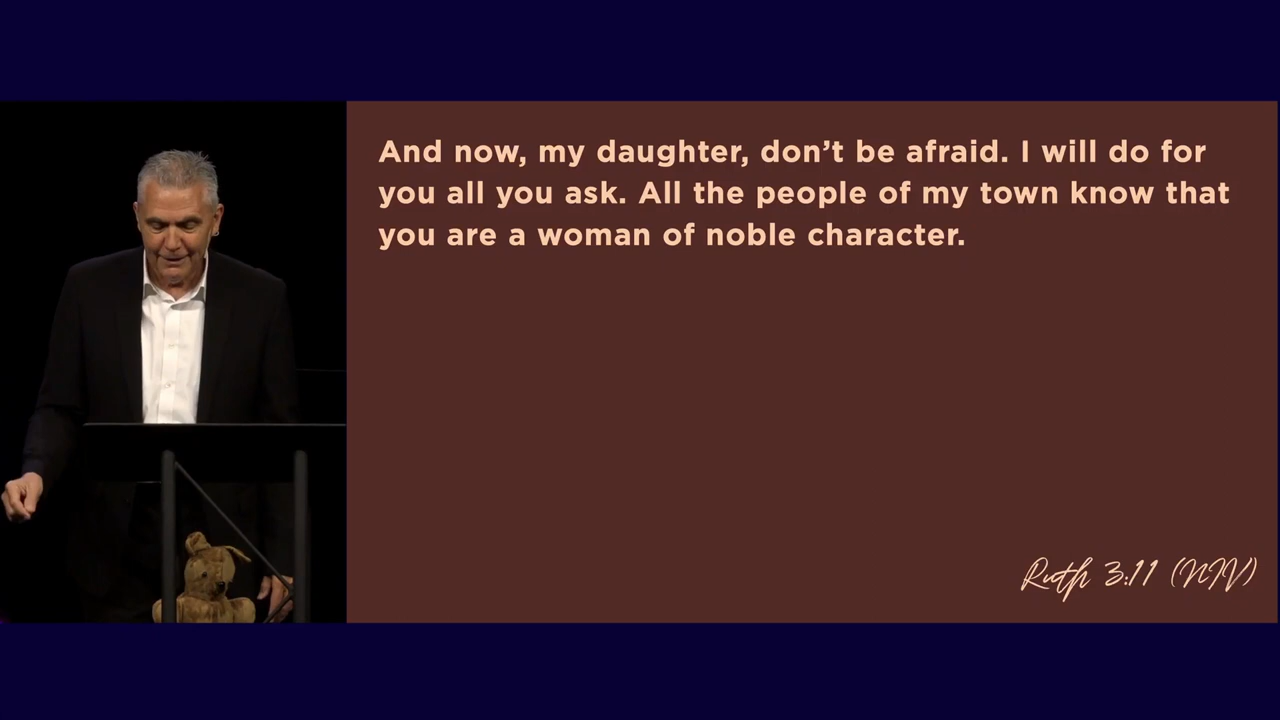 And now, my daughter, don’t be afraid. I will do for
you all you ask. All the people of my town know that
you are a woman of noble character.
Ruth 3:11 (NIV)